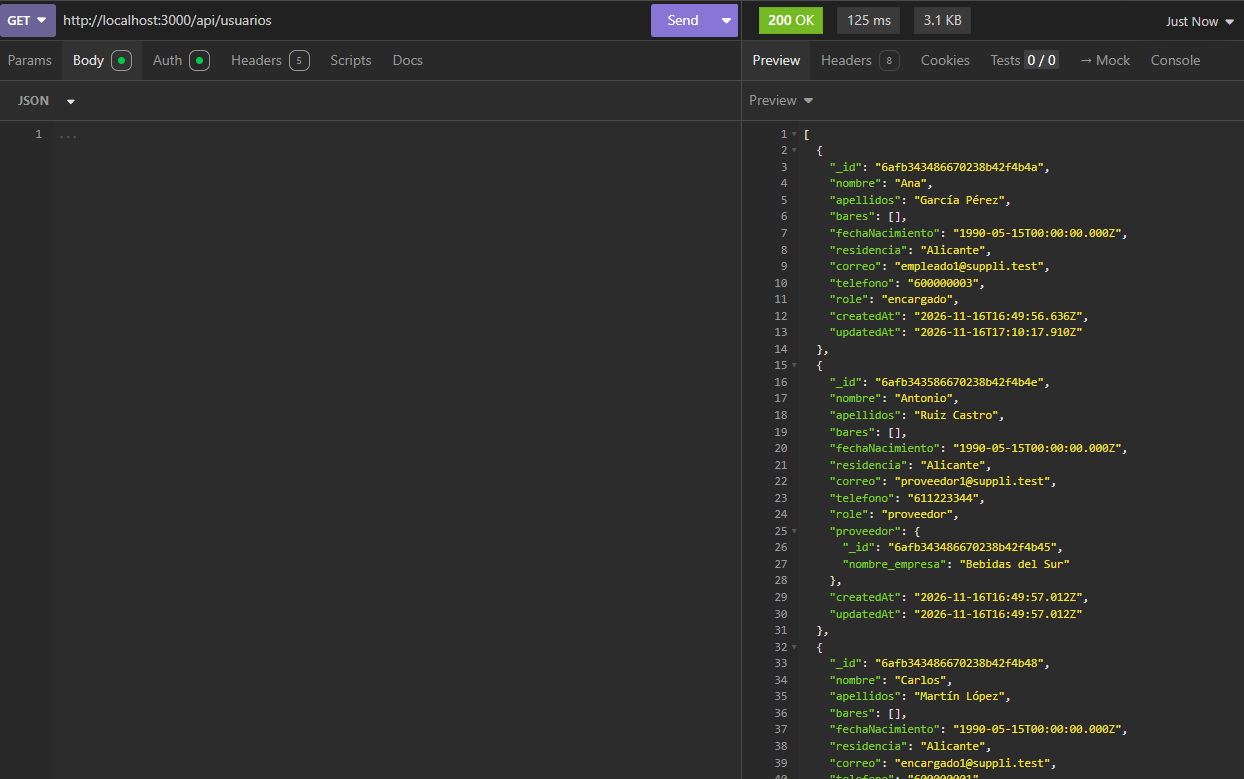 GET http://localhost:3000/api/usuarios Send 200 OK 125 ms 3.1 KB Just Now
Params Body Auth Headers 5 Scripts Docs Preview Headers 8 Cookies Tests 0 / 0 → Mock Console
JSON Preview
1 ...
1 [
2 {
3 "_id": "6afb343486670238b42f4b4a",
4 "nombre": "Ana",
5 "apellidos": "García Pérez",
6 "bares": [],
7 "fechaNacimiento": "1990-05-15T00:00:00.000Z",
8 "residencia": "Alicante",
9 "correo": "empleado1@suppli.test",
10 "telefono": "600000003",
11 "role": "encargado",
12 "createdAt": "2026-11-16T16:49:56.636Z",
13 "updatedAt": "2026-11-16T17:10:17.910Z"
14 },
15 {
16 "_id": "6afb343586670238b42f4b4e",
17 "nombre": "Antonio",
18 "apellidos": "Ruiz Castro",
19 "bares": [],
20 "fechaNacimiento": "1990-05-15T00:00:00.000Z",
21 "residencia": "Alicante",
22 "correo": "proveedor1@suppli.test",
23 "telefono": "611223344",
24 "role": "proveedor",
25 "proveedor": {
26 "_id": "6afb343486670238b42f4b45",
27 "nombre_empresa": "Bebidas del Sur"
28 },
29 "createdAt": "2026-11-16T16:49:57.012Z",
30 "updatedAt": "2026-11-16T16:49:57.012Z"
31 },
32 {
33 "_id": "6afb343486670238b42f4b48",
34 "nombre": "Carlos",
35 "apellidos": "Martín López",
36 "bares": [],
37 "fechaNacimiento": "1990-05-15T00:00:00.000Z",
38 "residencia": "Alicante",
39 "correo": "encargado1@suppli.test",
40 "telefono": "600000001"